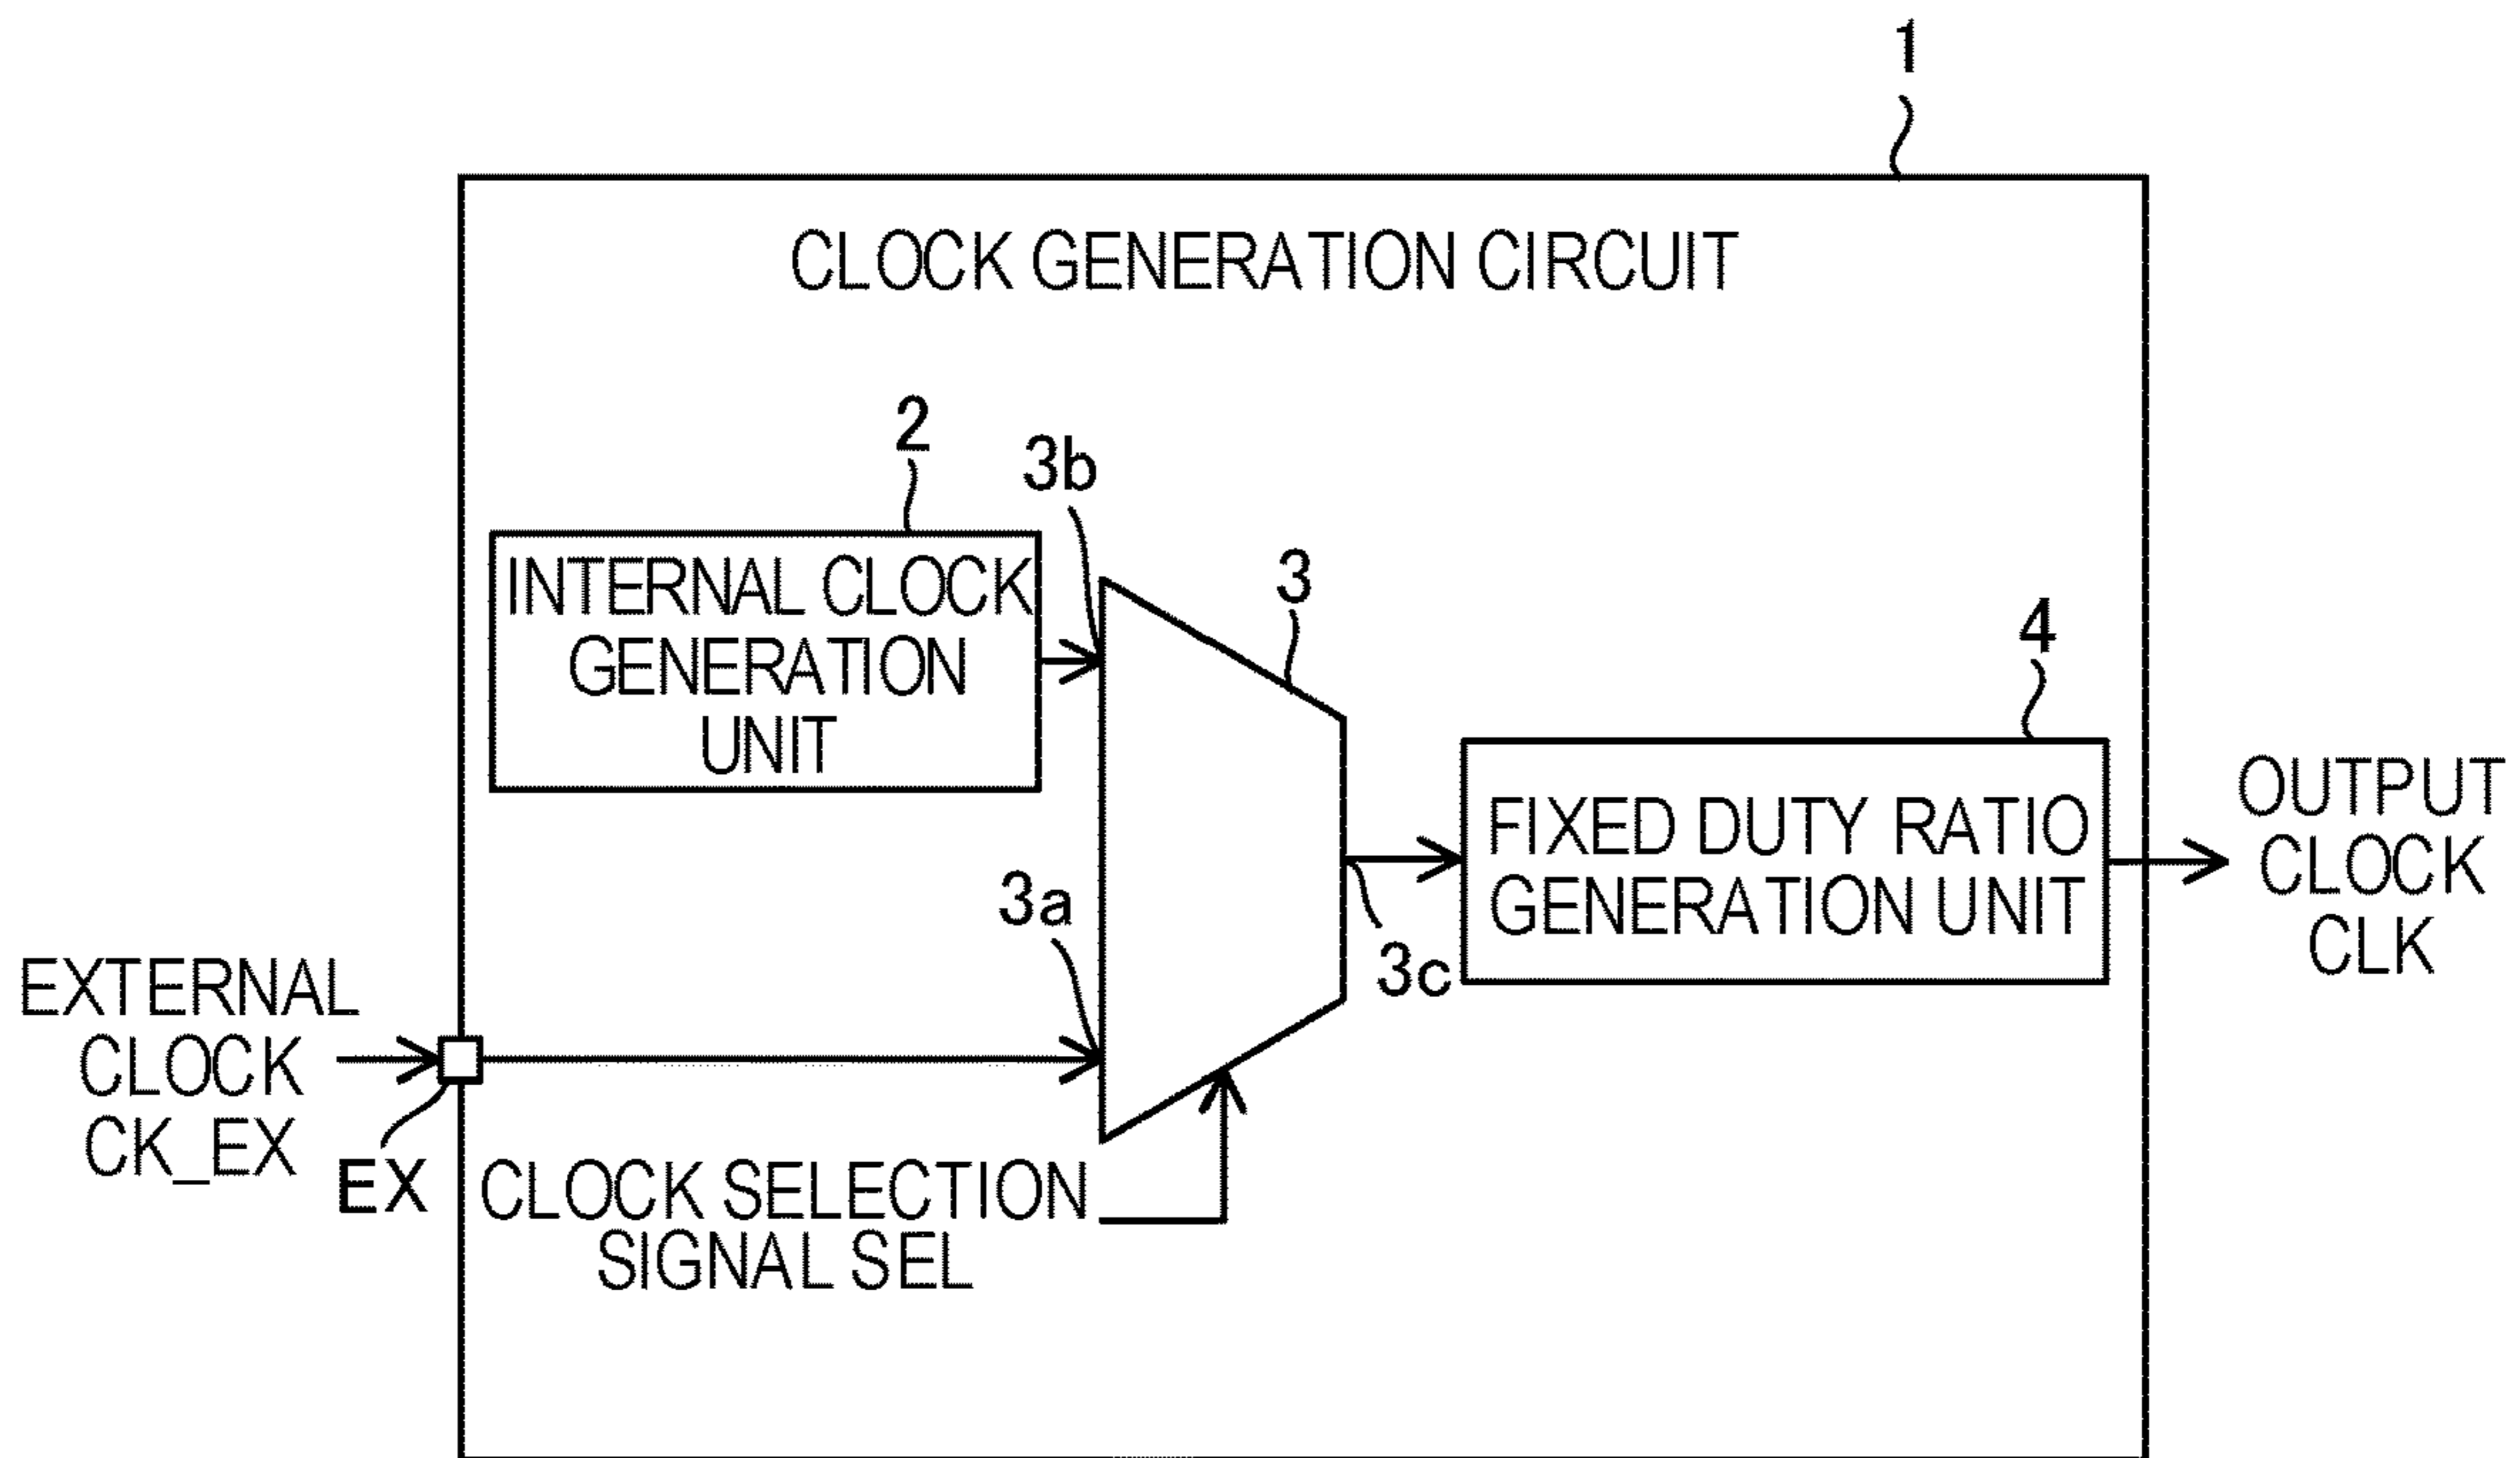 1
CLOCK GENERATION CIRCUIT
2
3b
INTERNAL CLOCK
GENERATION
UNIT
3
4
3a
FIXED DUTY RATIO
GENERATION UNIT
3c
OUTPUT
CLOCK
CLK
EXTERNAL
CLOCK
CK_EX
EX
CLOCK SELECTION
SIGNAL SEL